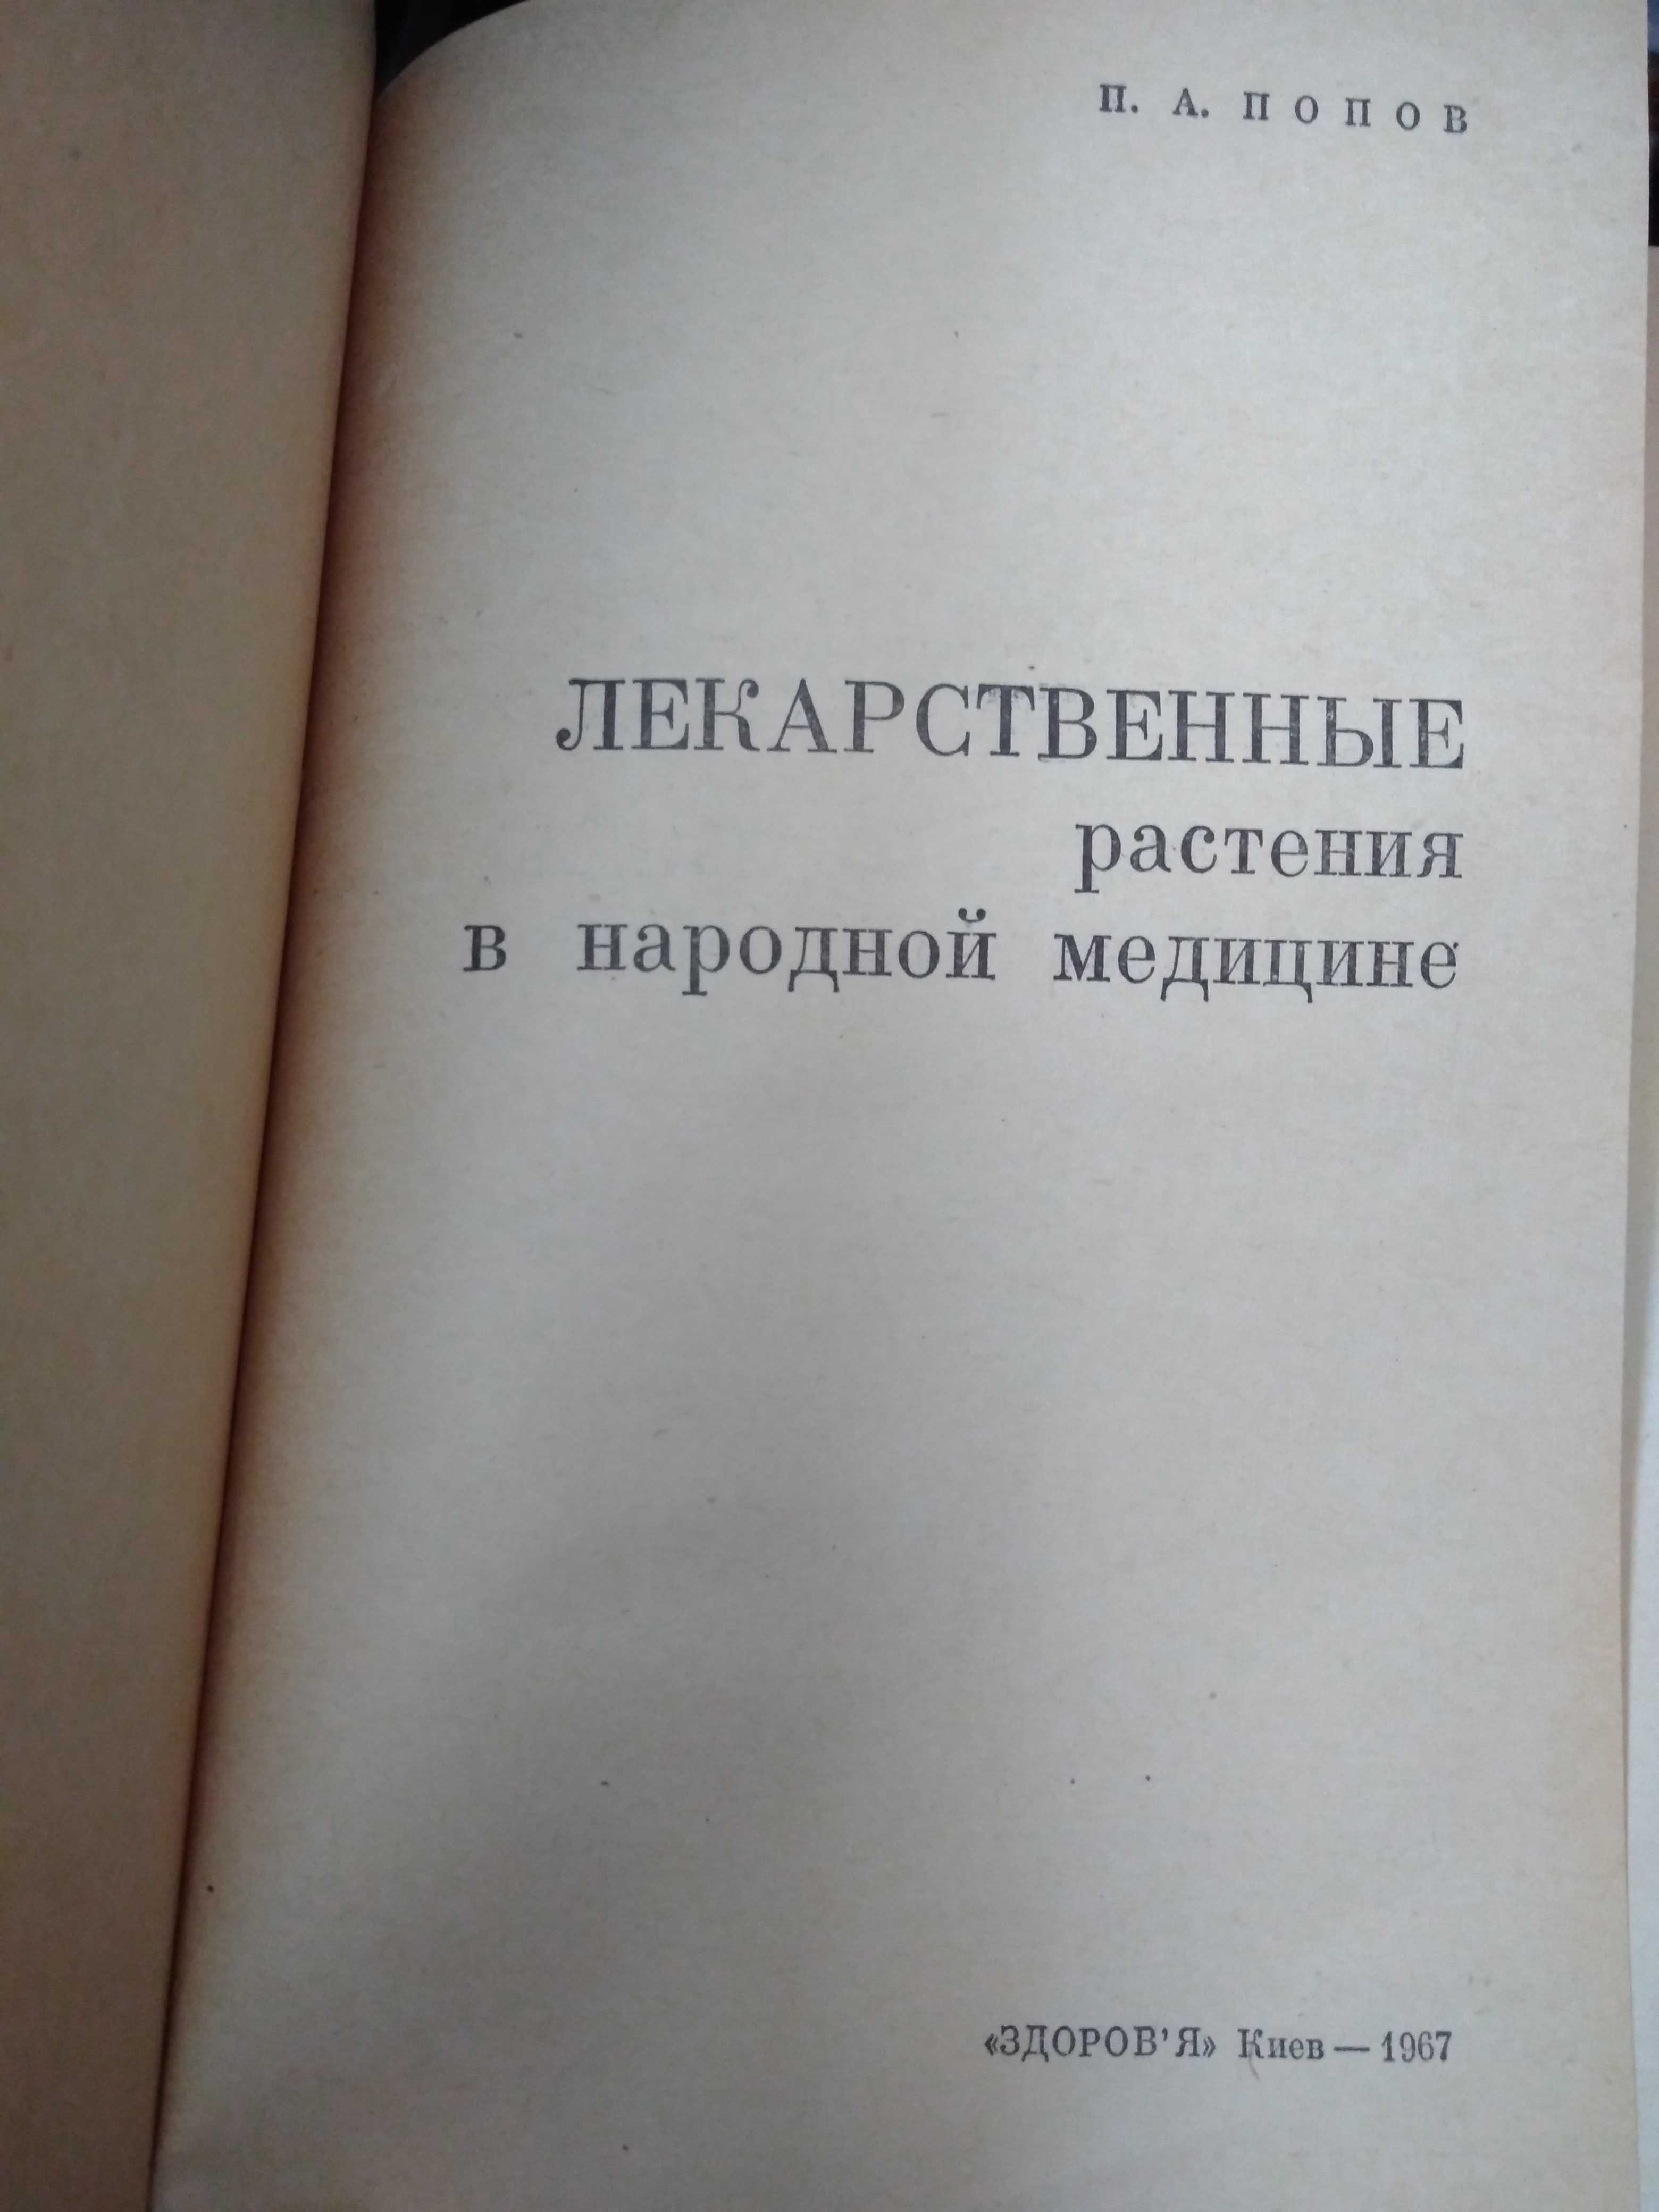 П. А. ПОПОВ
ЛЕКАРСТВЕННЫЕ
растения
в народной медицине
«ЗДОРОВ'Я» Киев — 1967